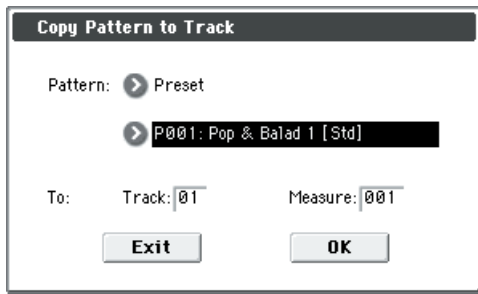 Copy Pattern to Track
Pattern: Preset
P001: Pop & Balad 1 [Std]
To: Track: 01 Measure: 001
Exit OK